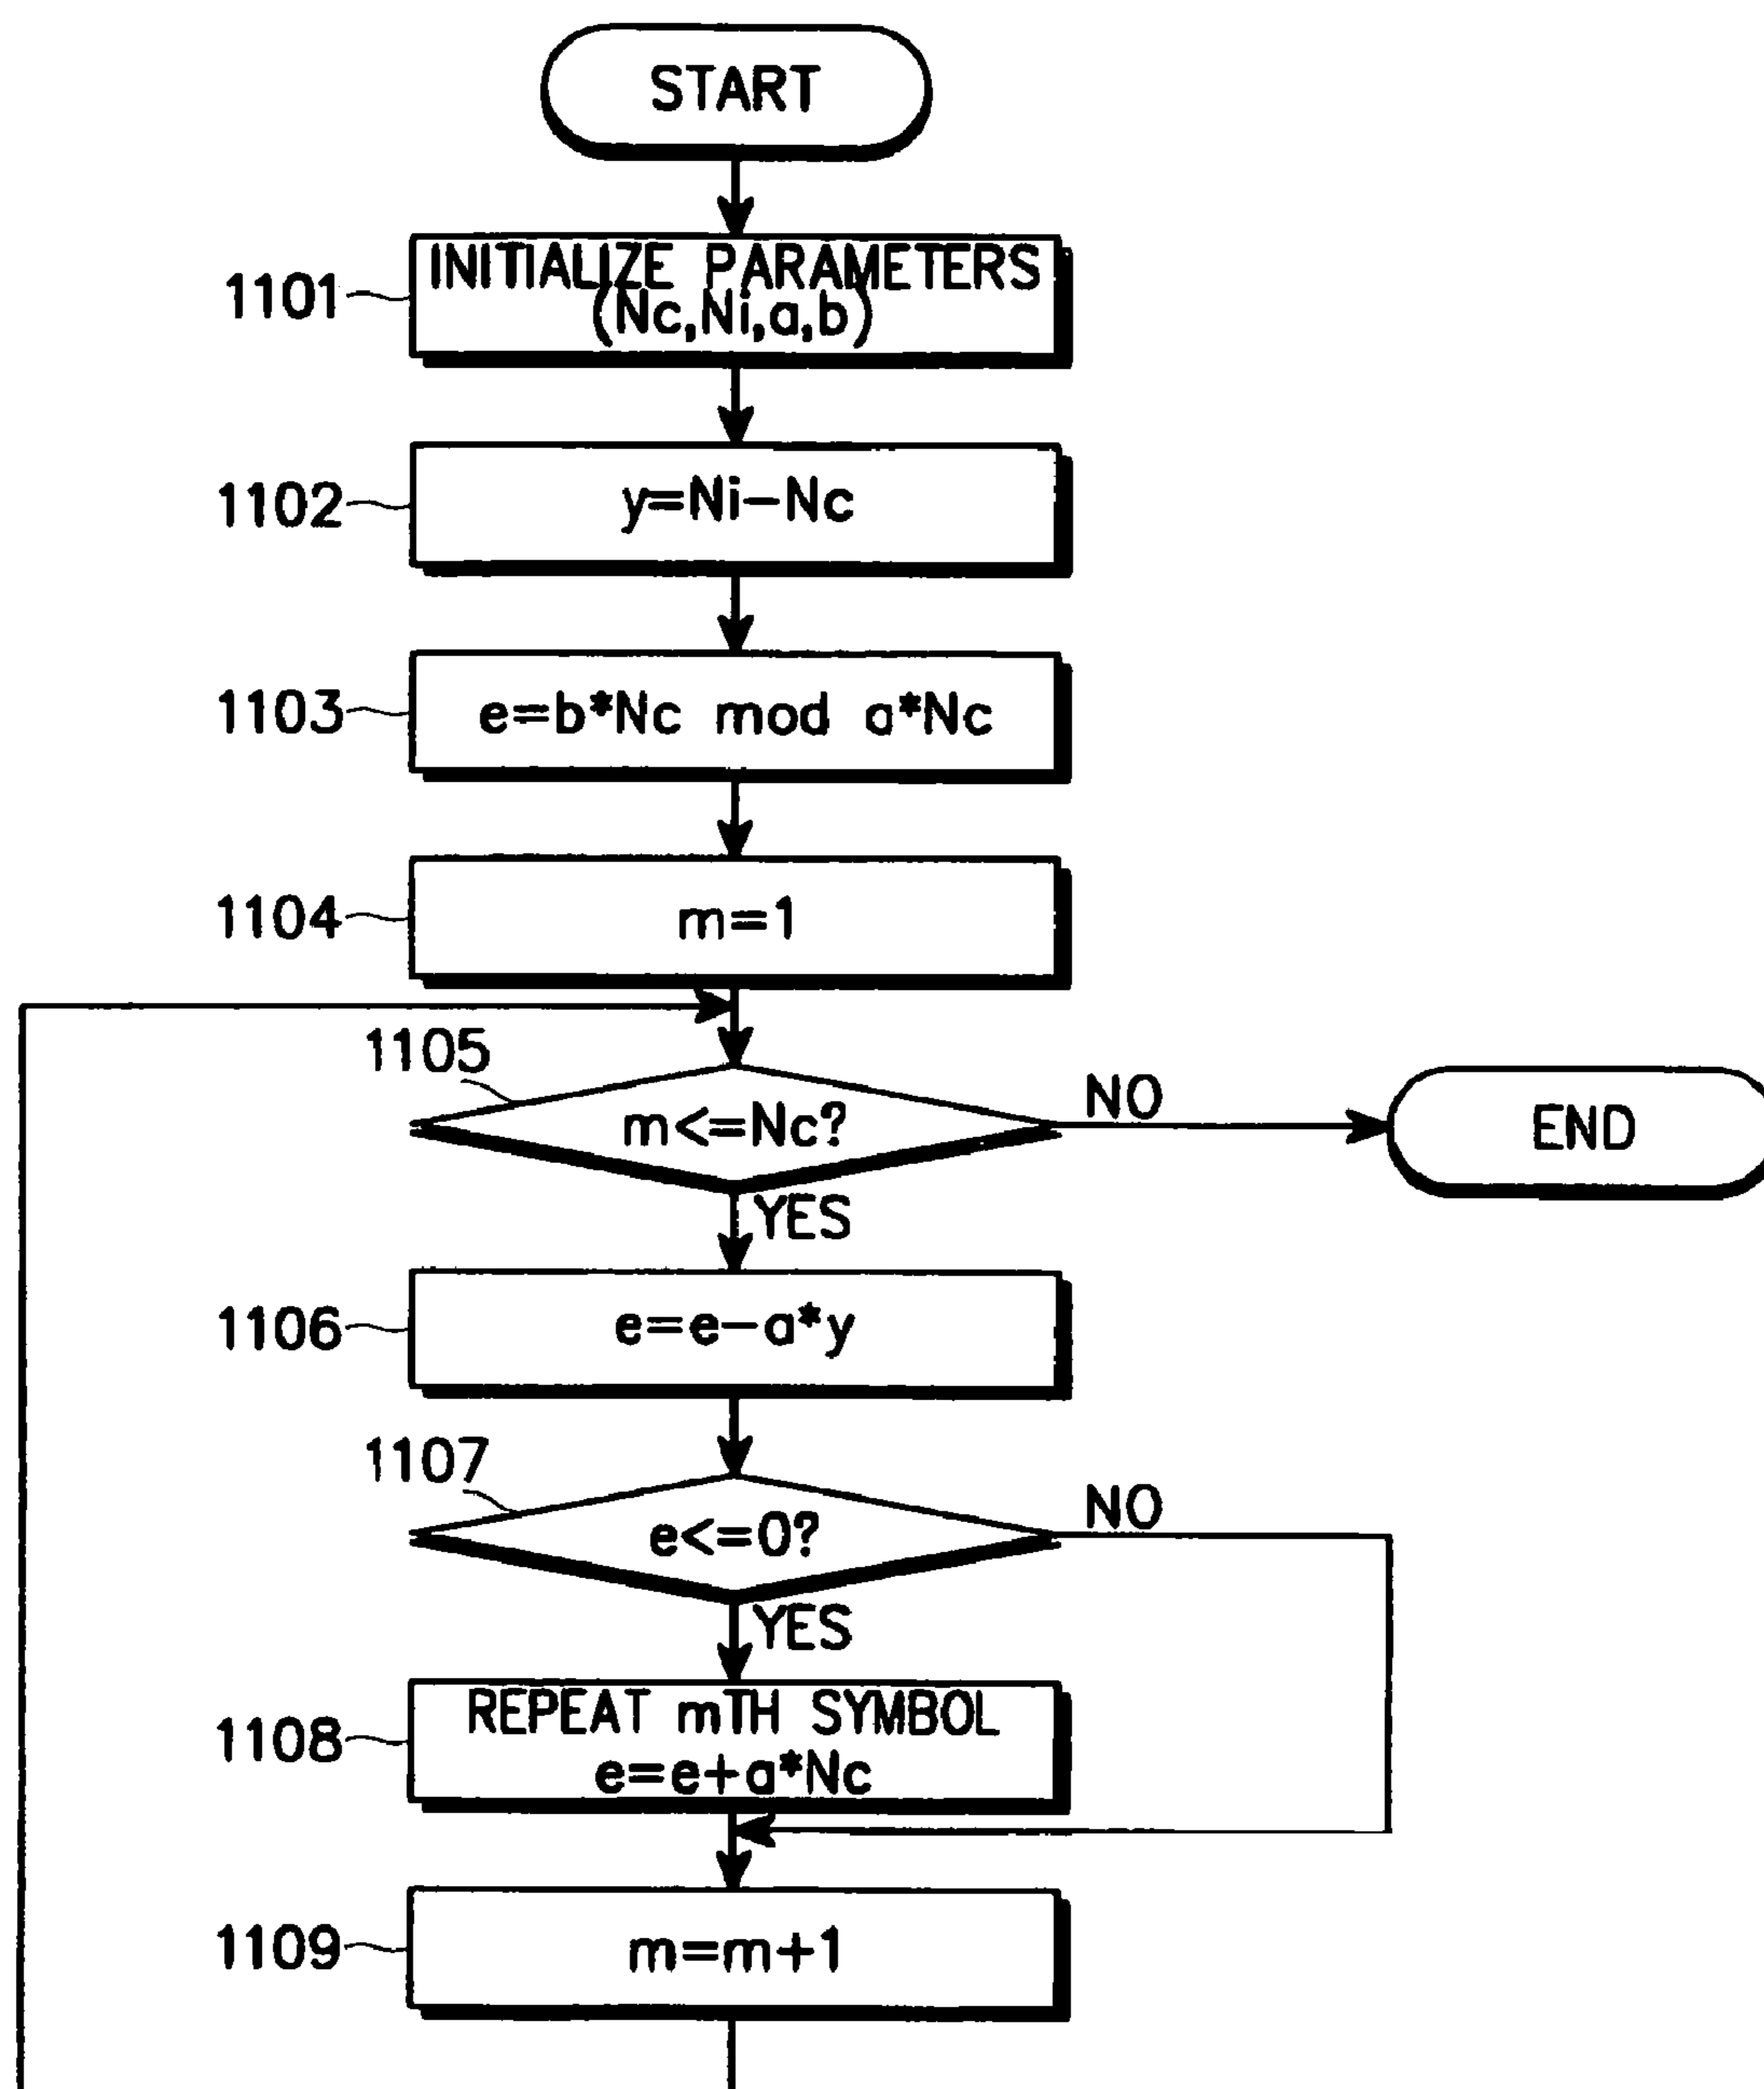 START
1101
INITIALIZE PARAMETERS
(Nc,Ni,a,b)
1102
y=Ni-Nc
1103
e=b*Nc mod a*Nc
1104
m=1
1105
m<=Nc?
NO
END
YES
1106
e=e-a*y
1107
e<=0?
NO
YES
1108
REPEAT mTH SYMBOL
e=e+a*Nc
1109
m=m+1